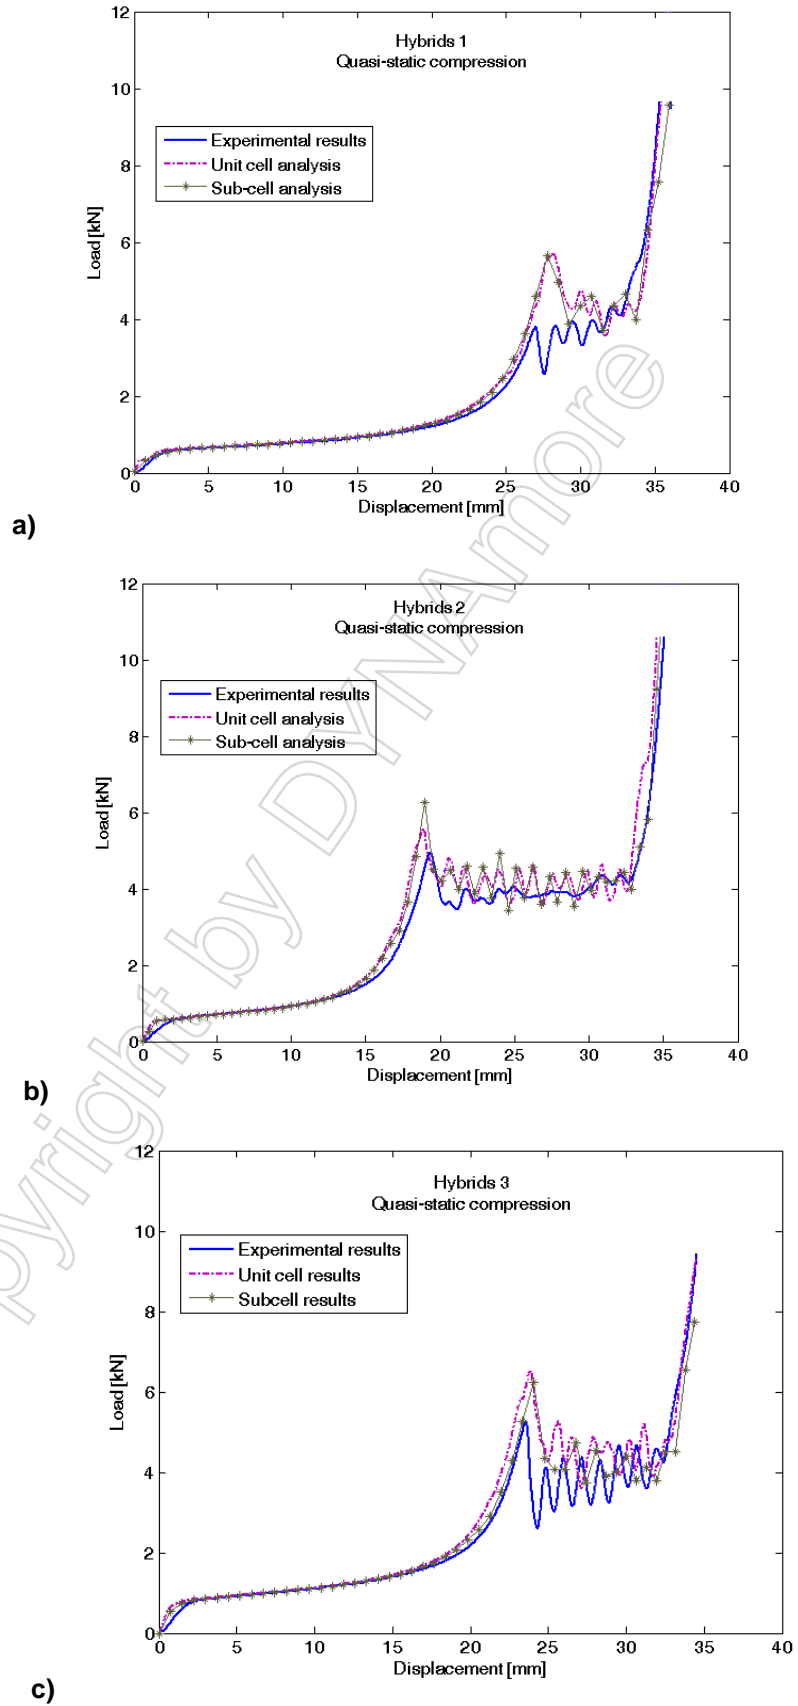 12
Hybrids 1
Quasi-static compression
10
Experimental results
Unit cell analysis
Sub-cell analysis
8
6
4
2
0
Load [kN]
0 5 10 15 20 25 30 35 40
Displacement [mm]
a)
12
Hybrids 2
Quasi-static compression
10
Experimental results
Unit cell analysis
Sub-cell analysis
8
6
4
2
0
Load [kN]
0 5 10 15 20 25 30 35 40
Displacement [mm]
b)
12
Hybrids 3
Quasi-static compression
10
Experimental results
Unit cell results
Subcell results
8
6
4
2
0
Load [kN]
0 5 10 15 20 25 30 35 40
Displacement [mm]
c)
pyright by DYNAmore